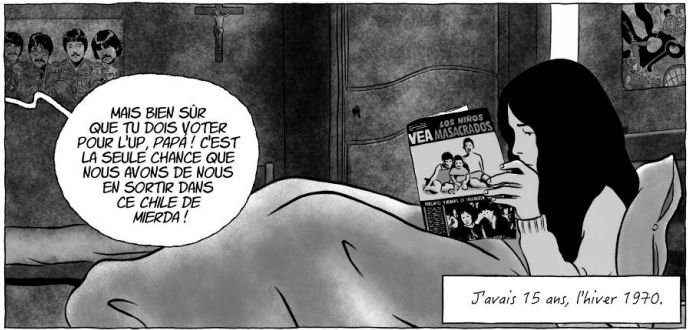 MAIS BIEN SÛR
QUE TU DOIS VOTER
POUR L'UP, PAPÁ ! C'EST
LA SEULE CHANCE QUE
NOUS AVONS DE NOUS
EN SORTIR DANS
CE CHILE DE
MIERDA !
VEA
LOS NIÑOS
MASACRADOS
J'avais 15 ans, l'hiver 1970.